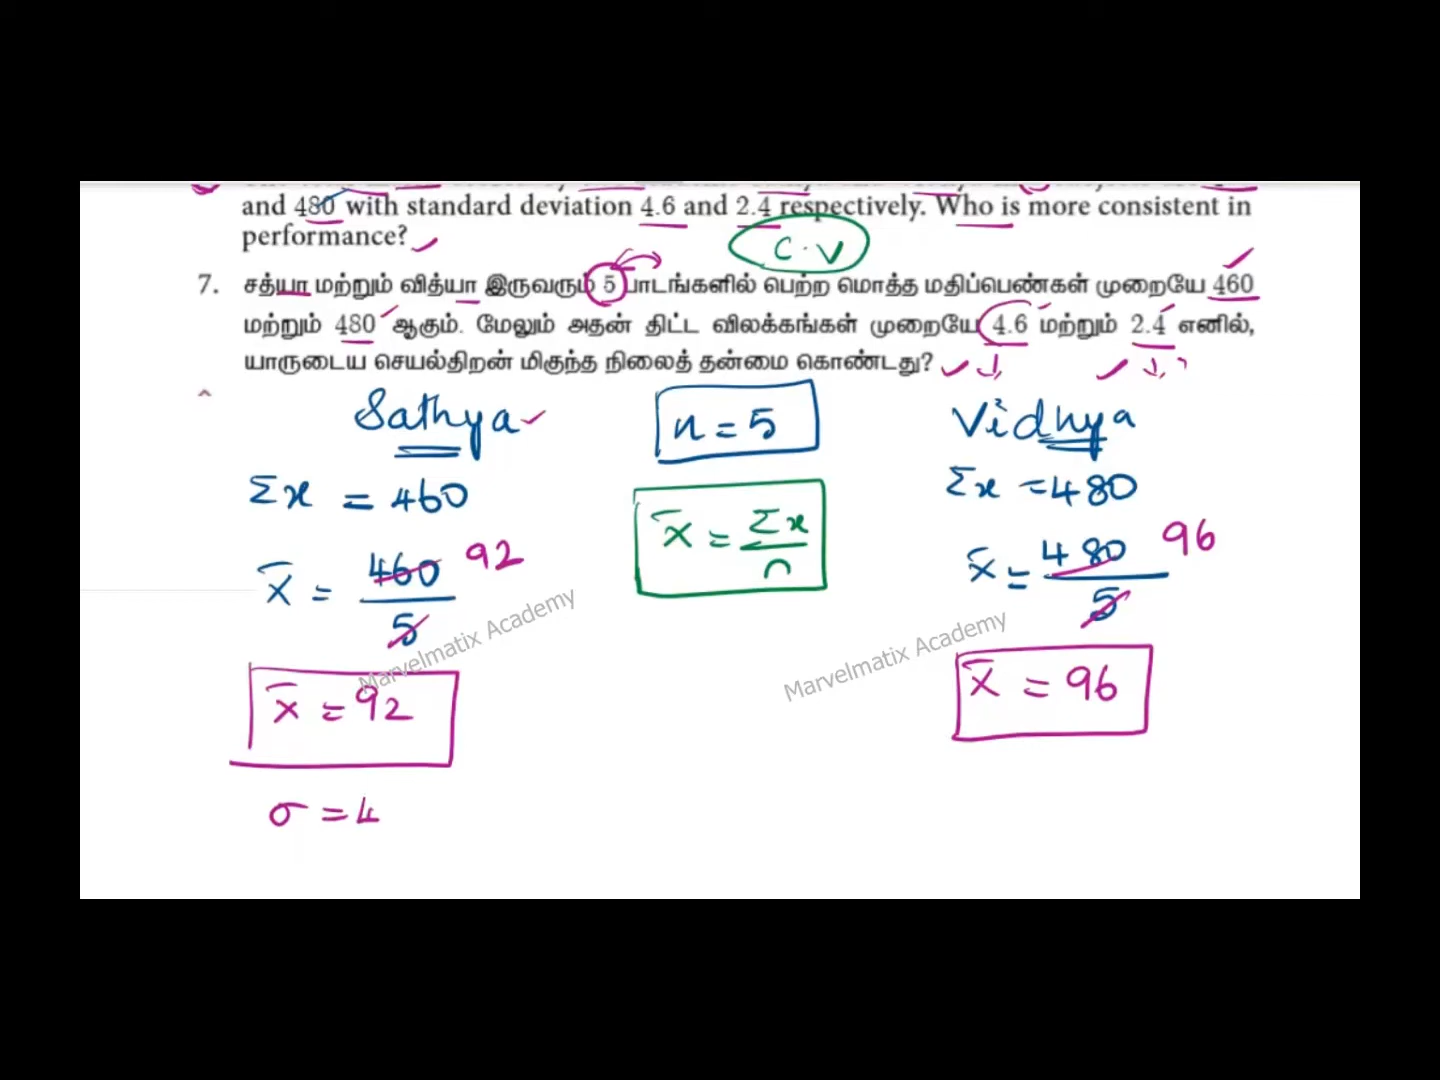 and 480 with standard deviation 4.6 and 2.4 respectively. Who is more consistent in
performance?
C.V
7. சத்யா மற்றும் வித்யா இருவரும் 5 பாடங்களில் பெற்ற மொத்த மதிப்பெண்கள் முறையே 460
மற்றும் 480 ஆகும். மேலும் அதன் திட்ட விலக்கங்கள் முறையே 4.6 மற்றும் 2.4 எனில்,
யாருடைய செயல்திறன் மிகுந்த நிலைத் தன்மை கொண்டது?
Sathya
n = 5
Vidhya
Σx = 460
Σx = 480
x̄ = Σx/n
x̄ = 460/5 92
x̄ = 480/5 96
Marvelmatix Academy
Marvelmatix Academy
x̄ = 92
x̄ = 96
σ = 4